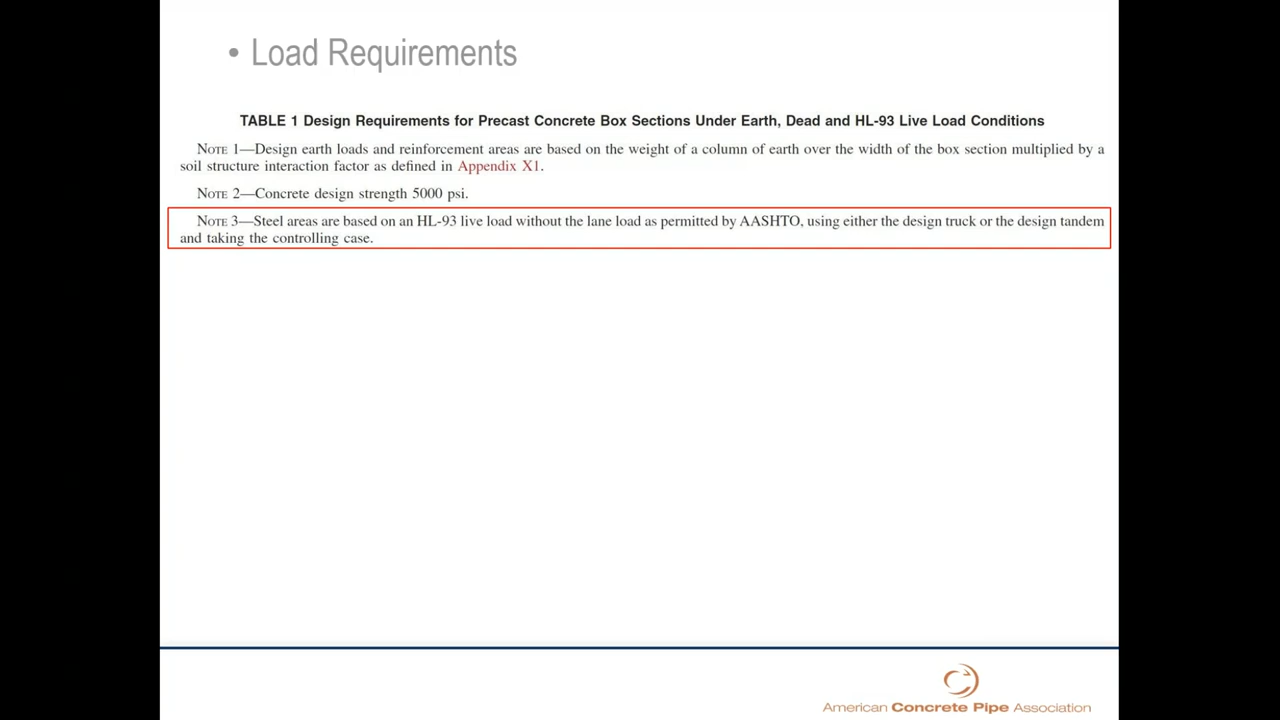 • Load Requirements
TABLE 1 Design Requirements for Precast Concrete Box Sections Under Earth, Dead and HL-93 Live Load Conditions
NOTE 1—Design earth loads and reinforcement areas are based on the weight of a column of earth over the width of the box section multiplied by a
soil structure interaction factor as defined in Appendix X1.
NOTE 2—Concrete design strength 5000 psi.
NOTE 3—Steel areas are based on an HL-93 live load without the lane load as permitted by AASHTO, using either the design truck or the design tandem
and taking the controlling case.
American Concrete Pipe Association